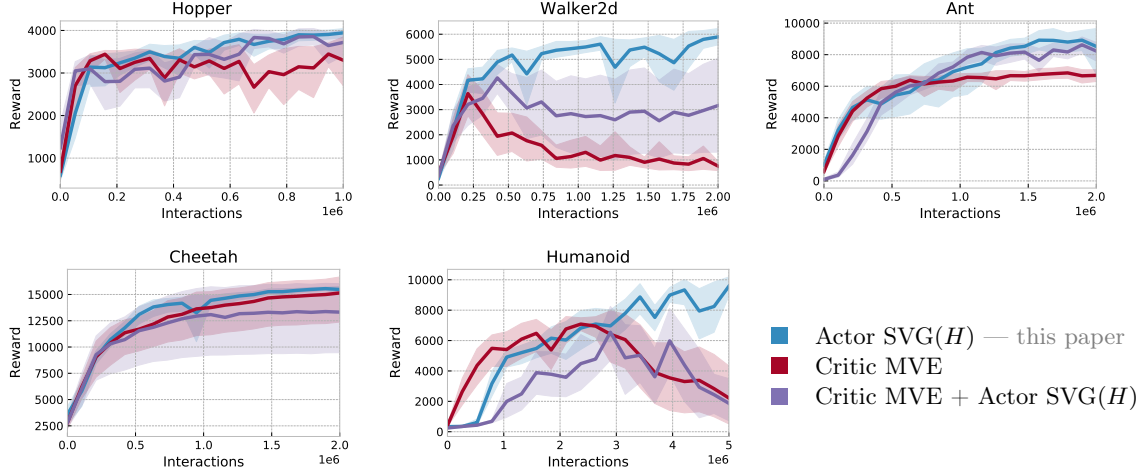 Hopper
4000
3000
2000
1000
Reward
0.0 0.2 0.4 0.6 0.8 1.0
Interactions
1e6
Walker2d
6000
5000
4000
3000
2000
1000
0
Reward
0.0 0.25 0.50 0.75 1.00 1.25 1.50 1.75 2.00
Interactions
1e6
Ant
10000
8000
6000
4000
2000
0
Reward
0.0 0.5 1.0 1.5 2.0
Interactions
1e6
Cheetah
15000
12500
10000
7500
5000
2500
Reward
0.0 0.5 1.0 1.5 2.0
Interactions
1e6
Humanoid
10000
8000
6000
4000
2000
0
Reward
0 1 2 3 4 5
Interactions
1e6
Actor SVG(H) — this paper
Critic MVE
Critic MVE + Actor SVG(H)